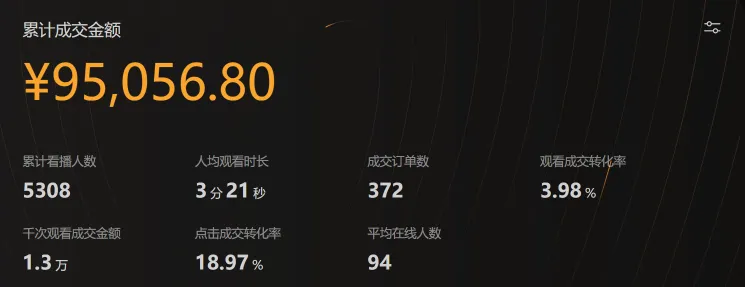 累计成交金额
¥95,056.80
累计看播人数 人均观看时长 成交订单数 观看成交转化率
5308 3分21秒 372 3.98%
千次观看成交金额 点击成交转化率 平均在线人数
1.3万 18.97% 94